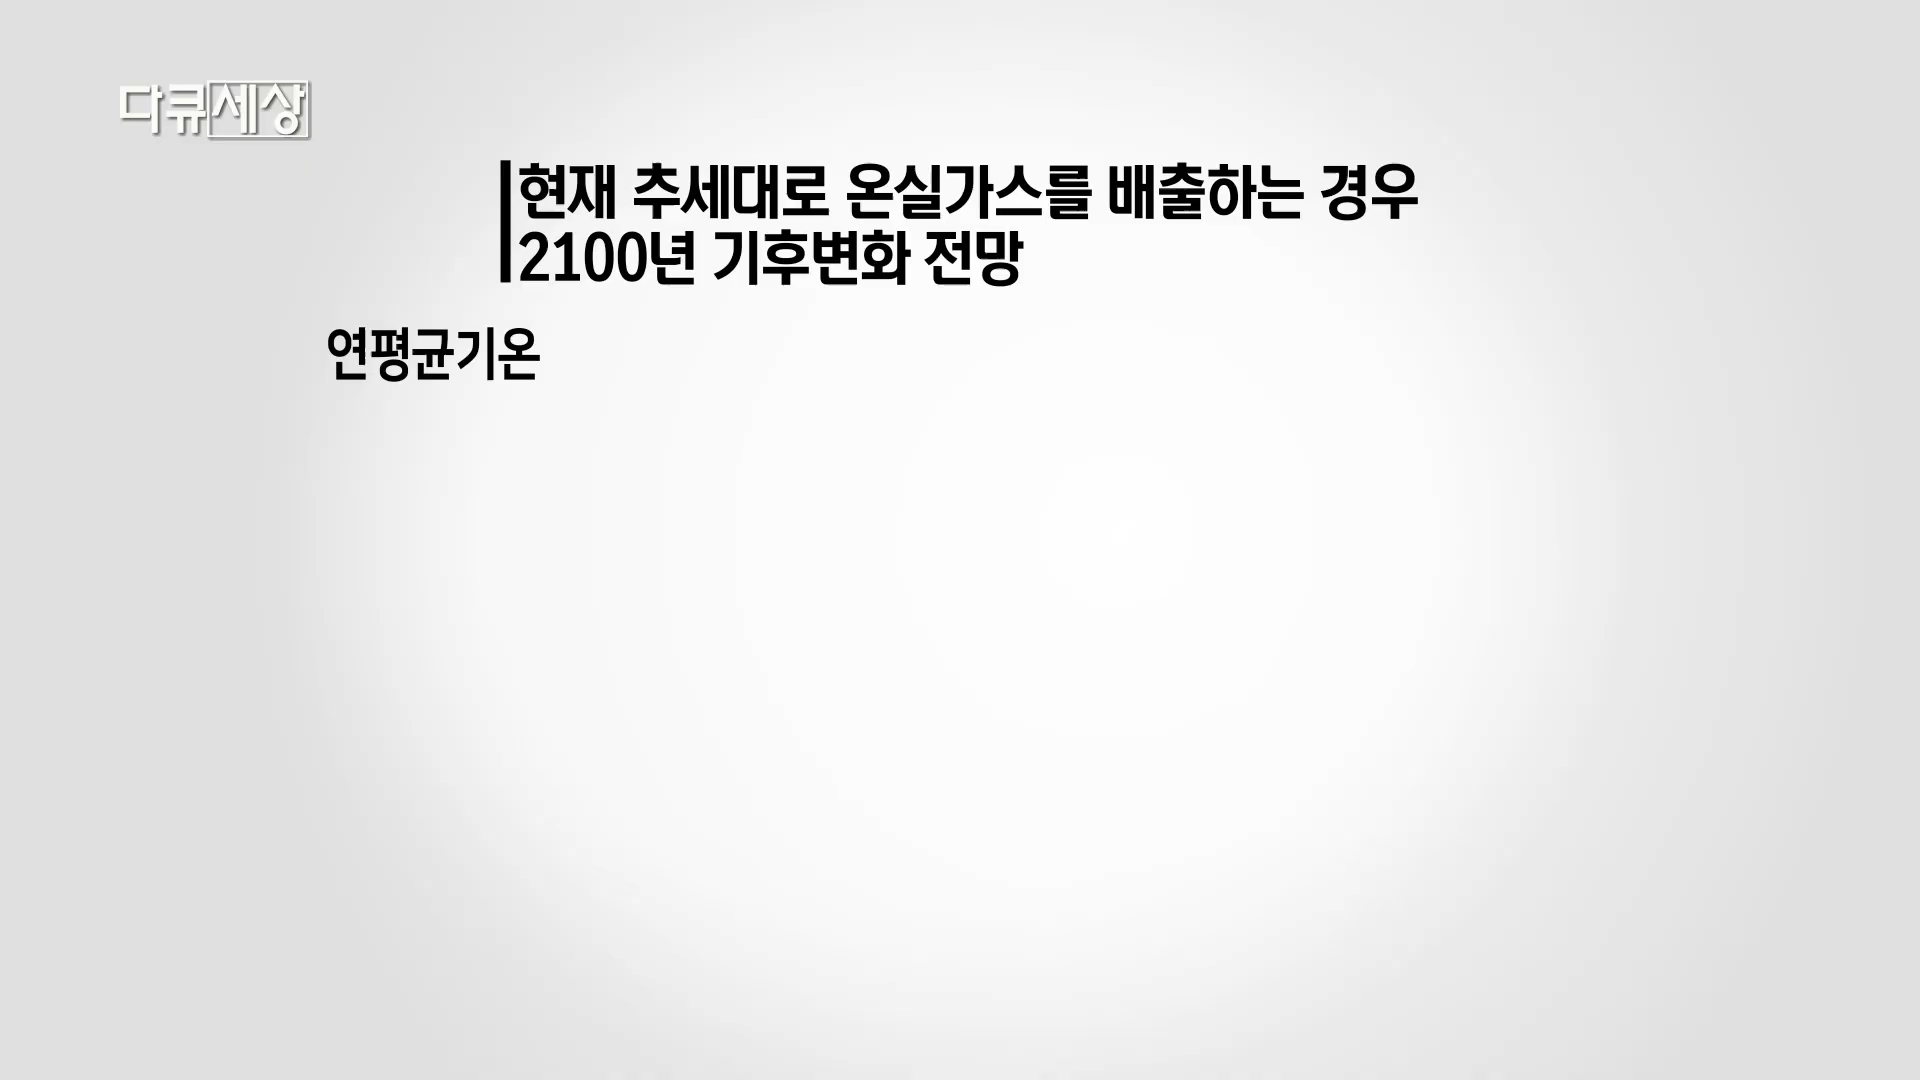 다큐세상
현재 추세대로 온실가스를 배출하는 경우
2100년 기후변화 전망
연평균기온